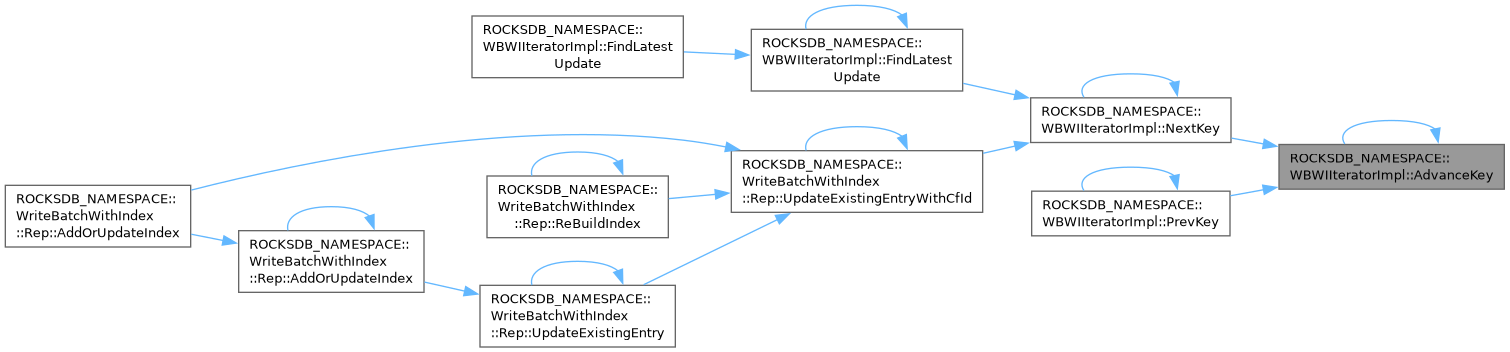 ROCKSDB_NAMESPACE::
WBWIIteratorImpl::FindLatest
Update
ROCKSDB_NAMESPACE::
WBWIIteratorImpl::FindLatest
Update
ROCKSDB_NAMESPACE::
WBWIIteratorImpl::NextKey
ROCKSDB_NAMESPACE::
WBWIIteratorImpl::AdvanceKey
ROCKSDB_NAMESPACE::
WriteBatchWithIndex
::Rep::UpdateExistingEntryWithCfId
ROCKSDB_NAMESPACE::
WriteBatchWithIndex
::Rep::ReBuildIndex
ROCKSDB_NAMESPACE::
WBWIIteratorImpl::PrevKey
ROCKSDB_NAMESPACE::
WriteBatchWithIndex
::Rep::AddOrUpdateIndex
ROCKSDB_NAMESPACE::
WriteBatchWithIndex
::Rep::AddOrUpdateIndex
ROCKSDB_NAMESPACE::
WriteBatchWithIndex
::Rep::UpdateExistingEntry